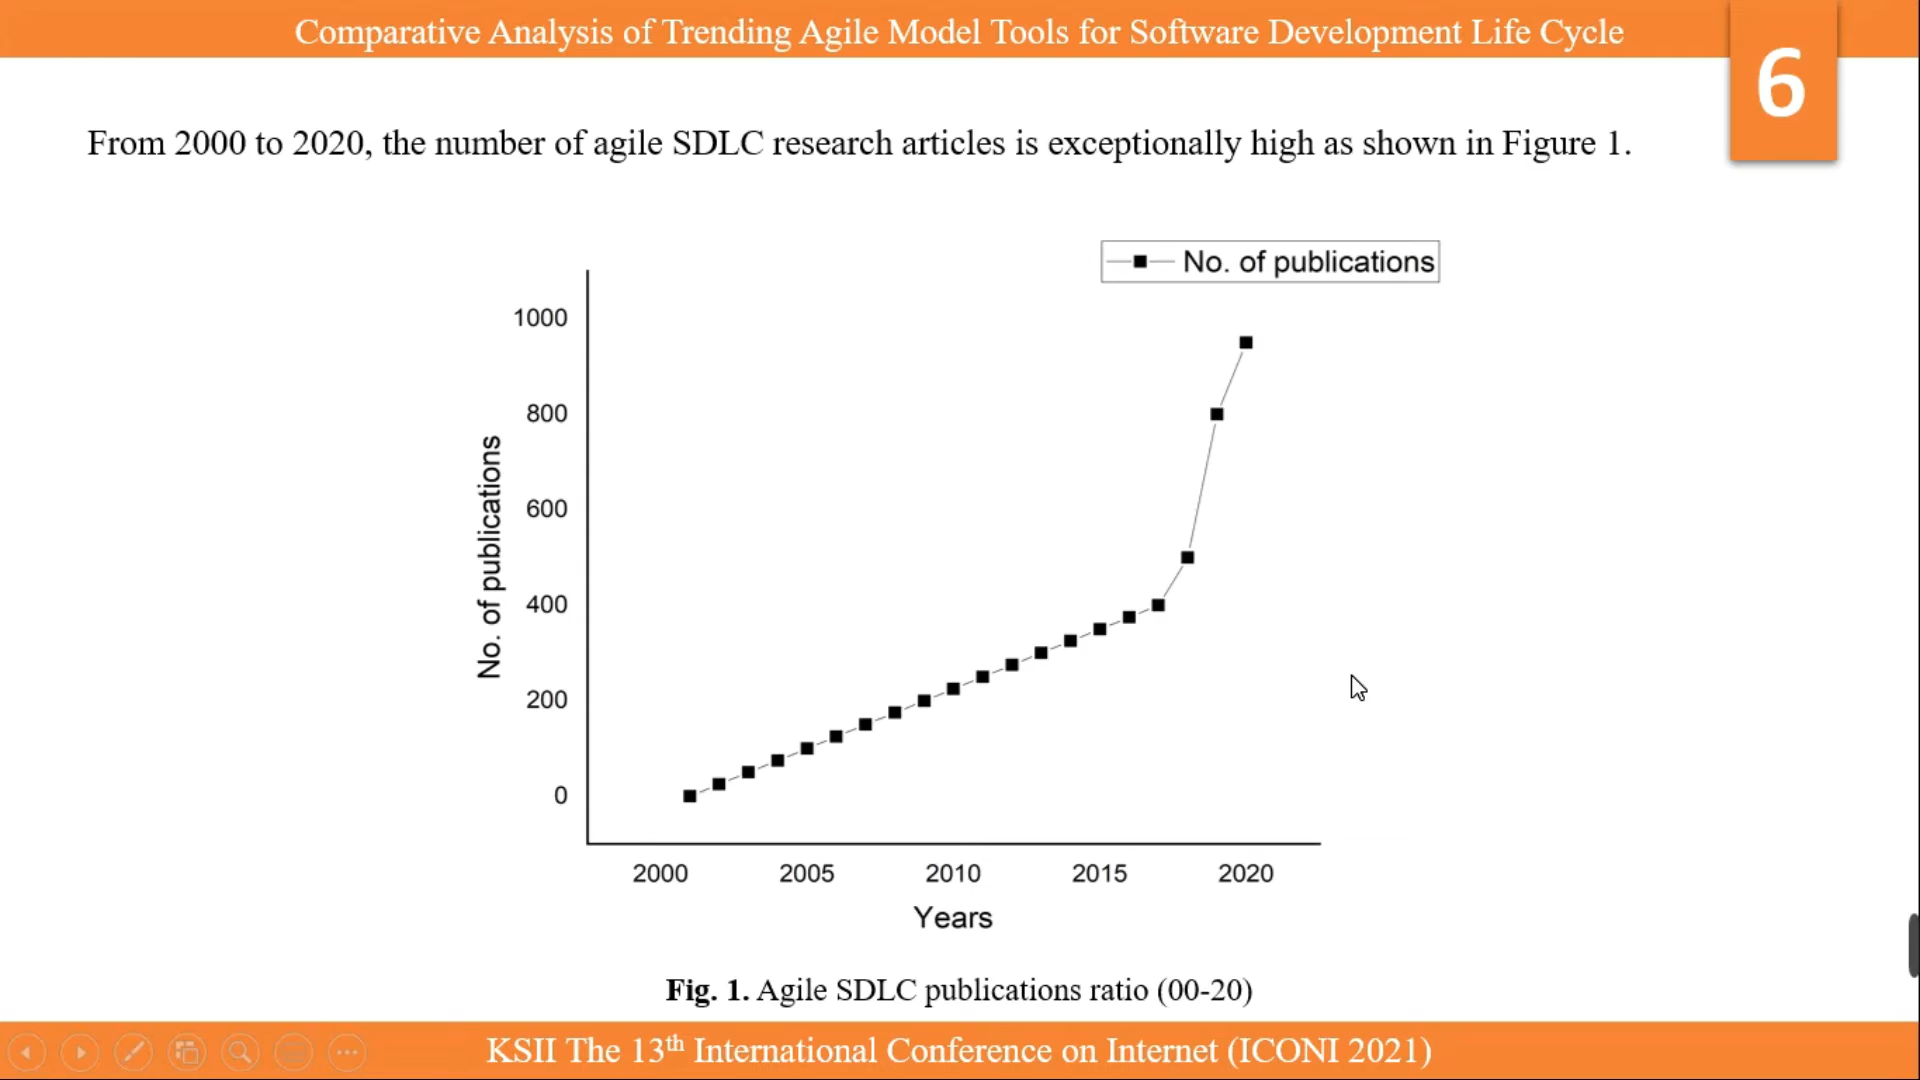 Comparative Analysis of Trending Agile Model Tools for Software Development Life Cycle
6
From 2000 to 2020, the number of agile SDLC research articles is exceptionally high as shown in Figure 1.
No. of publications
1000
800
600
400
200
0
No. of publications
2000 2005 2010 2015 2020
Years
Fig. 1. Agile SDLC publications ratio (00-20)
KSII The 13th International Conference on Internet (ICONI 2021)